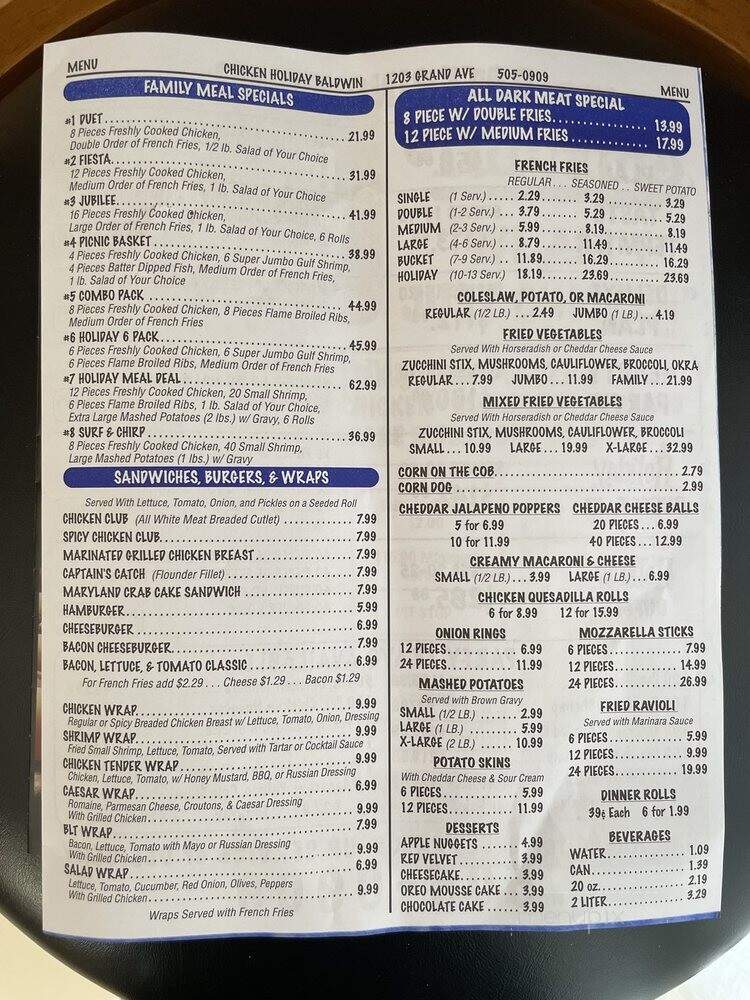 MENU CHICKEN HOLIDAY BALDWIN 1203 GRAND AVE 505-0909 MENU
FAMILY MEAL SPECIALS
#1 DUET 21.99
8 Pieces Freshly Cooked Chicken,
Double Order of French Fries, 1/2 lb. Salad of Your Choice
#2 FIESTA 31.99
12 Pieces Freshly Cooked Chicken,
Medium Order of French Fries, 1 lb. Salad of Your Choice
#3 JUBILEE 41.99
16 Pieces Freshly Cooked Chicken,
Large Order of French Fries, 1 lb. Salad of Your Choice, 6 Rolls
#4 PICNIC BASKET 38.99
4 Pieces Freshly Cooked Chicken, 6 Super Jumbo Gulf Shrimp,
4 Pieces Batter Dipped Fish, Medium Order of French Fries,
1 lb. Salad of Your Choice
#5 COMBO PACK 44.99
8 Pieces Freshly Cooked Chicken, 8 Pieces Flame Broiled Ribs,
Medium Order of French Fries
#6 HOLIDAY 6 PACK 45.99
6 Pieces Freshly Cooked Chicken, 6 Super Jumbo Gulf Shrimp,
6 Pieces Flame Broiled Ribs, Medium Order of French Fries
#7 HOLIDAY MEAL DEAL 62.99
12 Pieces Freshly Cooked Chicken, 20 Small Shrimp,
6 Pieces Flame Broiled Ribs, 1 lb. Salad of Your Choice,
Extra Large Mashed Potatoes (2 lbs.) w/ Gravy, 6 Rolls
#8 SURF & CHIRP 36.99
8 Pieces Freshly Cooked Chicken, 40 Small Shrimp,
Large Mashed Potatoes (1 lbs.) w/ Gravy
SANDWICHES, BURGERS, & WRAPS
Served With Lettuce, Tomato, Onion, and Pickles on a Seeded Roll
CHICKEN CLUB (All White Meat Breaded Cutlet) 7.99
SPICY CHICKEN CLUB 7.99
MARINATED GRILLED CHICKEN BREAST 7.99
CAPTAIN'S CATCH (Flounder Fillet) 7.99
MARYLAND CRAB CAKE SANDWICH 7.99
HAMBURGER 5.99
CHEESEBURGER 6.99
BACON CHEESEBURGER 7.99
BACON, LETTUCE, & TOMATO CLASSIC 6.99
For French Fries add $2.29 . . . Cheese $1.29 . . . Bacon $1.29
CHICKEN WRAP 9.99
Regular or Spicy Breaded Chicken Breast w/ Lettuce, Tomato, Onion, Dressing
SHRIMP WRAP 9.99
Fried Small Shrimp, Lettuce, Tomato, Served with Tartar or Cocktail Sauce
CHICKEN TENDER WRAP 9.99
Chicken, Lettuce, Tomato, w/ Honey Mustard, BBQ, or Russian Dressing
CAESAR WRAP 6.99
Romaine, Parmesan Cheese, Croutons, & Caesar Dressing
With Grilled Chicken 9.99
BLT WRAP 7.99
Bacon, Lettuce, Tomato with Mayo or Russian Dressing
With Grilled Chicken 9.99
SALAD WRAP 6.99
Lettuce, Tomato, Cucumber, Red Onion, Olives, Peppers
With Grilled Chicken 9.99
Wraps Served with French Fries
ALL DARK MEAT SPECIAL
8 PIECE W/ DOUBLE FRIES 13.99
12 PIECE W/ MEDIUM FRIES 17.99
FRENCH FRIES
REGULAR . . . SEASONED . . SWEET POTATO
SINGLE (1 Serv.) 2.29 3.29 3.29
DOUBLE (1-2 Serv.) 3.79 5.29 5.29
MEDIUM (2-3 Serv.) 5.99 8.19 8.19
LARGE (4-6 Serv.) 8.79 11.49 11.49
BUCKET (7-9 Serv.) 11.89 16.29 16.29
HOLIDAY (10-13 Serv.) 18.19 23.69 23.69
COLESLAW, POTATO, OR MACARONI
REGULAR (1/2 LB.) ... 2.49 JUMBO (1 LB.) ... 4.19
FRIED VEGETABLES
Served With Horseradish or Cheddar Cheese Sauce
ZUCCHINI STIX, MUSHROOMS, CAULIFLOWER, BROCCOLI, OKRA
REGULAR ... 7.99 JUMBO ... 11.99 FAMILY ... 21.99
MIXED FRIED VEGETABLES
Served With Horseradish or Cheddar Cheese Sauce
ZUCCHINI STIX, MUSHROOMS, CAULIFLOWER, BROCCOLI
SMALL ... 10.99 LARGE ... 19.99 X-LARGE ... 32.99
CORN ON THE COB 2.79
CORN DOG 2.99
CHEDDAR JALAPENO POPPERS CHEDDAR CHEESE BALLS
5 for 6.99 20 PIECES ... 6.99
10 for 11.99 40 PIECES ... 12.99
CREAMY MACARONI & CHEESE
SMALL (1/2 LB.) ... 3.99 LARGE (1 LB.) ... 6.99
CHICKEN QUESADILLA ROLLS
6 for 8.99 12 for 15.99
ONION RINGS
12 PIECES 6.99
24 PIECES 11.99
MASHED POTATOES
Served with Brown Gravy
SMALL (1/2 LB.) 2.99
LARGE (1 LB.) 5.99
X-LARGE (2 LB.) 10.99
POTATO SKINS
With Cheddar Cheese & Sour Cream
6 PIECES 5.99
12 PIECES 11.99
DESSERTS
APPLE NUGGETS 4.99
RED VELVET 3.99
CHEESECAKE 3.99
OREO MOUSSE CAKE ... 3.99
CHOCOLATE CAKE 3.99
MOZZARELLA STICKS
6 PIECES 7.99
12 PIECES 14.99
24 PIECES 26.99
FRIED RAVIOLI
Served with Marinara Sauce
6 PIECES 5.99
12 PIECES 9.99
24 PIECES 19.99
DINNER ROLLS
39¢ Each 6 for 1.99
BEVERAGES
WATER 1.09
CAN 1.39
20 oz. 2.19
2 LITER 3.29